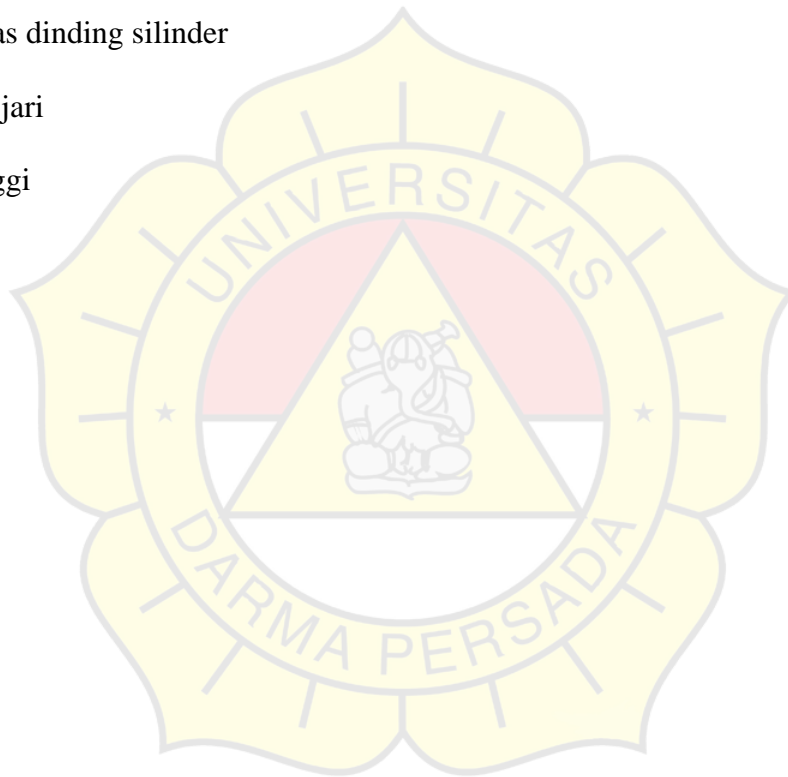 as dinding silinder
jari
ggi
UNIVERSITAS
DARMA PERSADA